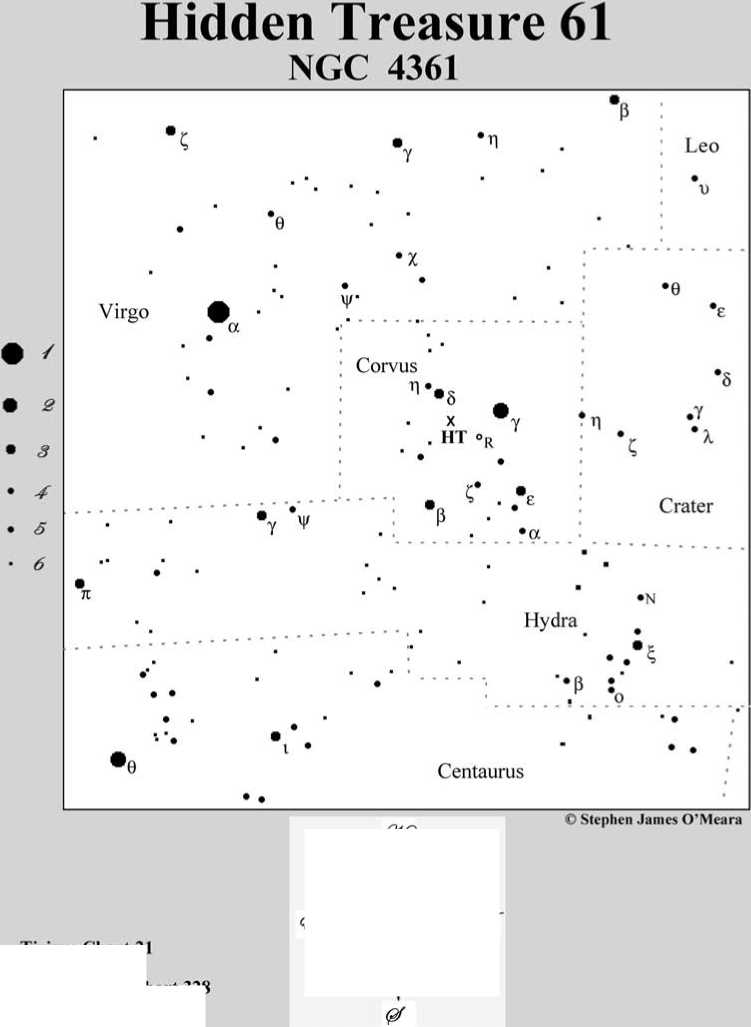 Hidden Treasure 61
NGC 4361
β
ζ
γ
η
Leo
υ
θ
χ
θ
ψ
ε
Virgo
α
1
Corvus
δ
2
η
δ
γ
γ
η
λ
HT
X
R
ζ
3
4
ζ
ε
Crater
β
α
γ
ψ
5
6
π
N
Hydra
ξ
β
ο
ι
θ
Centaurus
© Stephen James O'Meara
S